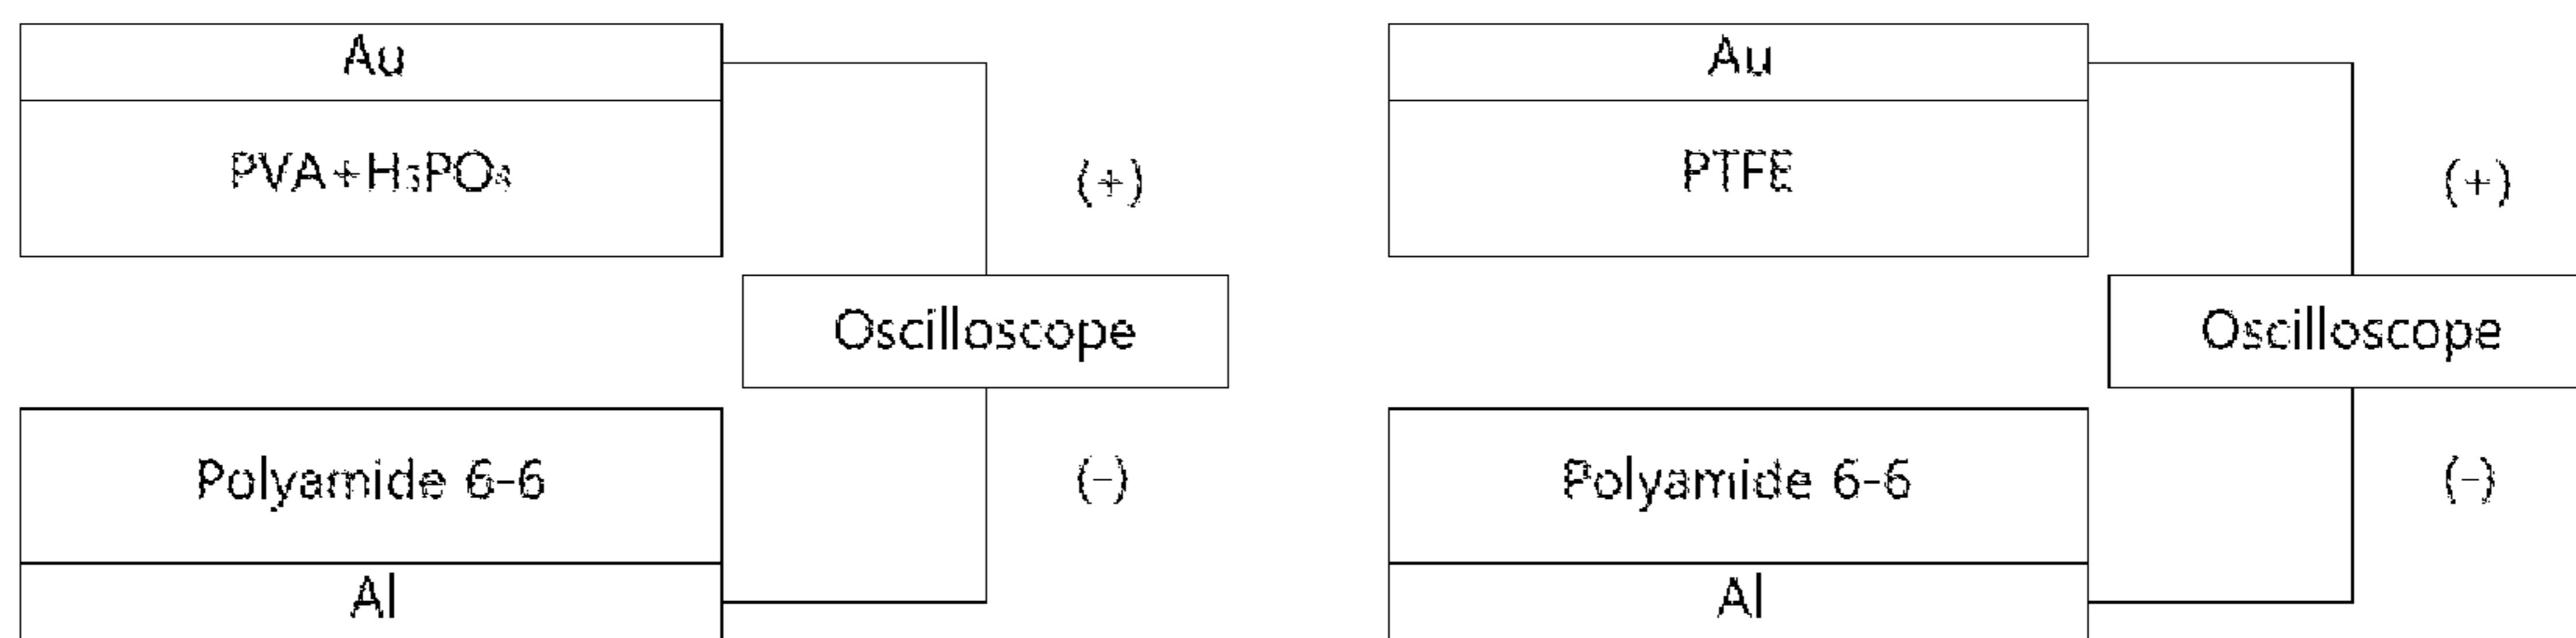 Au
PVA+H₃PO₄
(+)
Oscilloscope
Polyamide 6-6
(-)
Al
Au
PTFE
(+)
Oscilloscope
Polyamide 6-6
(-)
Al